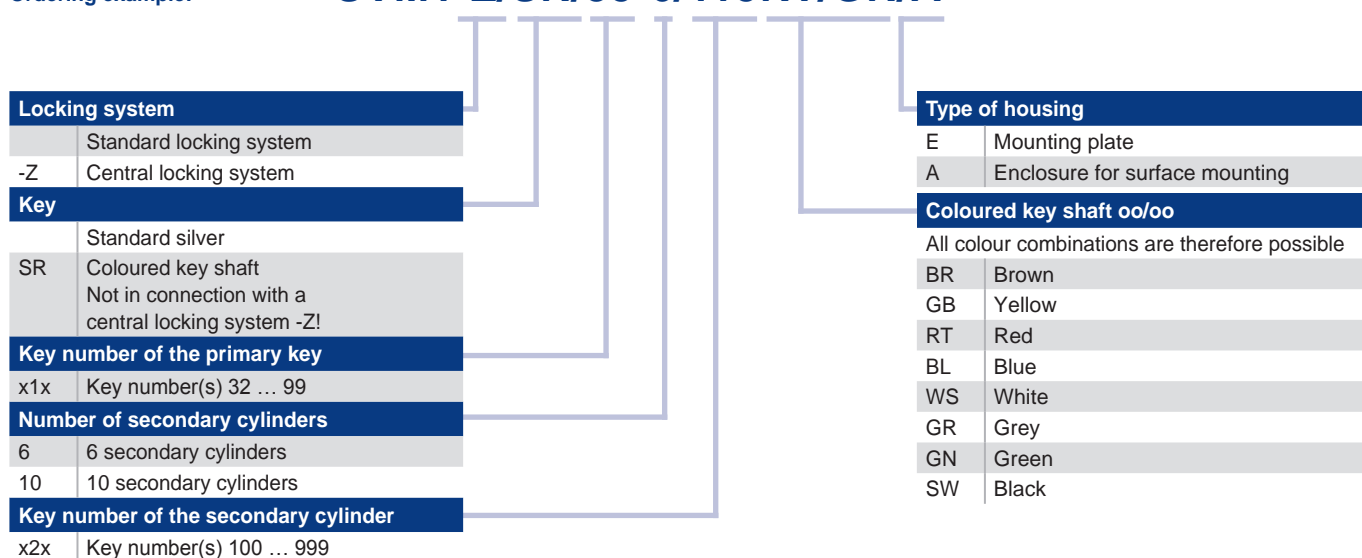 Ordering example:
Locking system
Standard locking system
-Z Central locking system
Key
Standard silver
SR Coloured key shaft
Not in connection with a
central locking system -Z!
Key number of the primary key
x1x Key number(s) 32 … 99
Number of secondary cylinders
6 6 secondary cylinders
10 10 secondary cylinders
Key number of the secondary cylinder
x2x Key number(s) 100 … 999
Type of housing
E Mounting plate
A Enclosure for surface mounting
Coloured key shaft oo/oo
All colour combinations are therefore possible
BR Brown
GB Yellow
RT Red
BL Blue
WS White
GR Grey
GN Green
SW Black